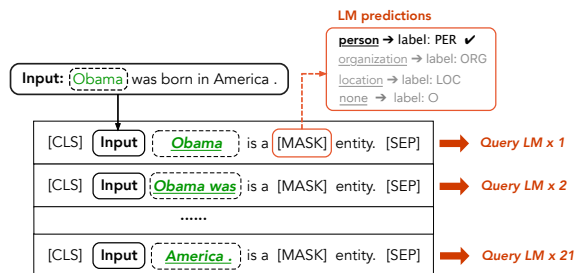 LM predictions
person ➔ label: PER ✔
organization ➔ label: ORG
location ➔ label: LOC
none ➔ label: O
Input: Obama was born in America .
[CLS] Input Obama is a [MASK] entity. [SEP] Query LM x 1
[CLS] Input Obama was is a [MASK] entity. [SEP] Query LM x 2
......
[CLS] Input America . is a [MASK] entity. [SEP] Query LM x 21